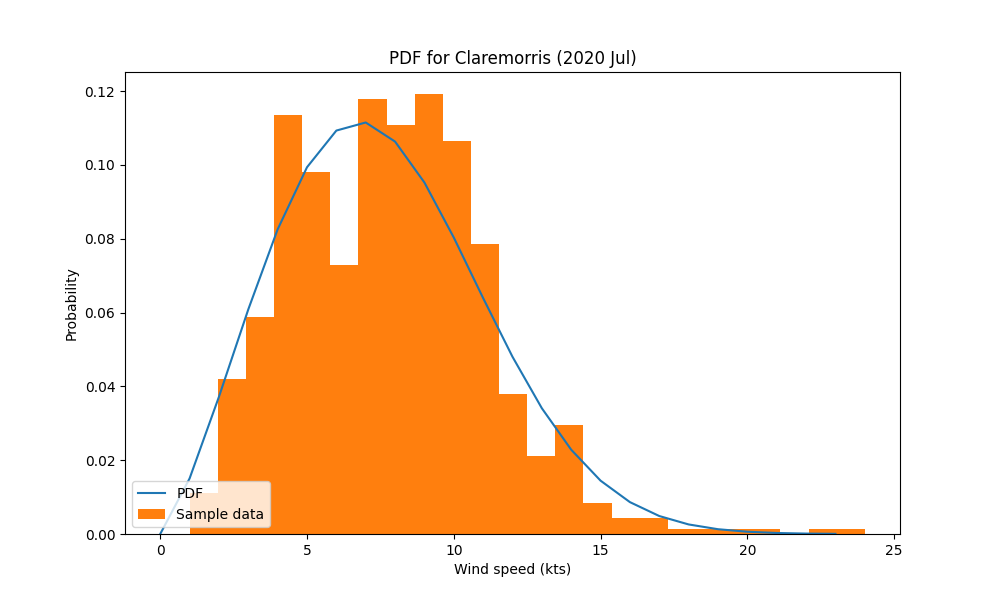 PDF for Claremorris (2020 Jul)
0.12
0.10
0.08
0.06
0.04
0.02
0.00
Probability
PDF
Sample data
0 5 10 15 20 25
Wind speed (kts)